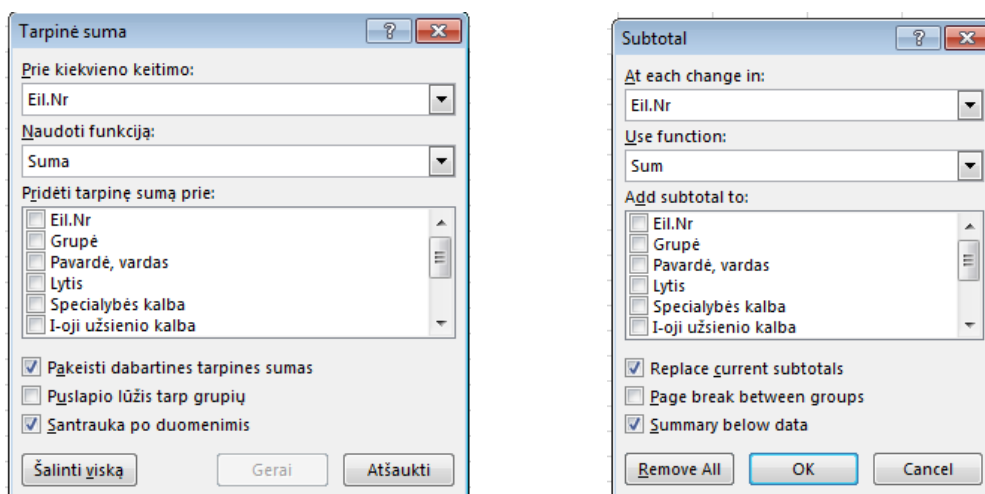 Tarpinė suma
Prie kiekvieno keitimo:
Eil.Nr
Naudoti funkciją:
Suma
Pridėti tarpinę sumą prie:
Eil.Nr
Grupė
Pavardė, vardas
Lytis
Specialybės kalba
I-oji užsienio kalba
Pakeisti dabartines tarpines sumas
Puslapio lūžis tarp grupių
Santrauka po duomenimis
Šalinti viską
Gerai
Atšaukti
Subtotal
At each change in:
Eil.Nr
Use function:
Sum
Add subtotal to:
Eil.Nr
Grupė
Pavardė, vardas
Lytis
Specialybės kalba
I-oji užsienio kalba
Replace current subtotals
Page break between groups
Summary below data
Remove All
OK
Cancel